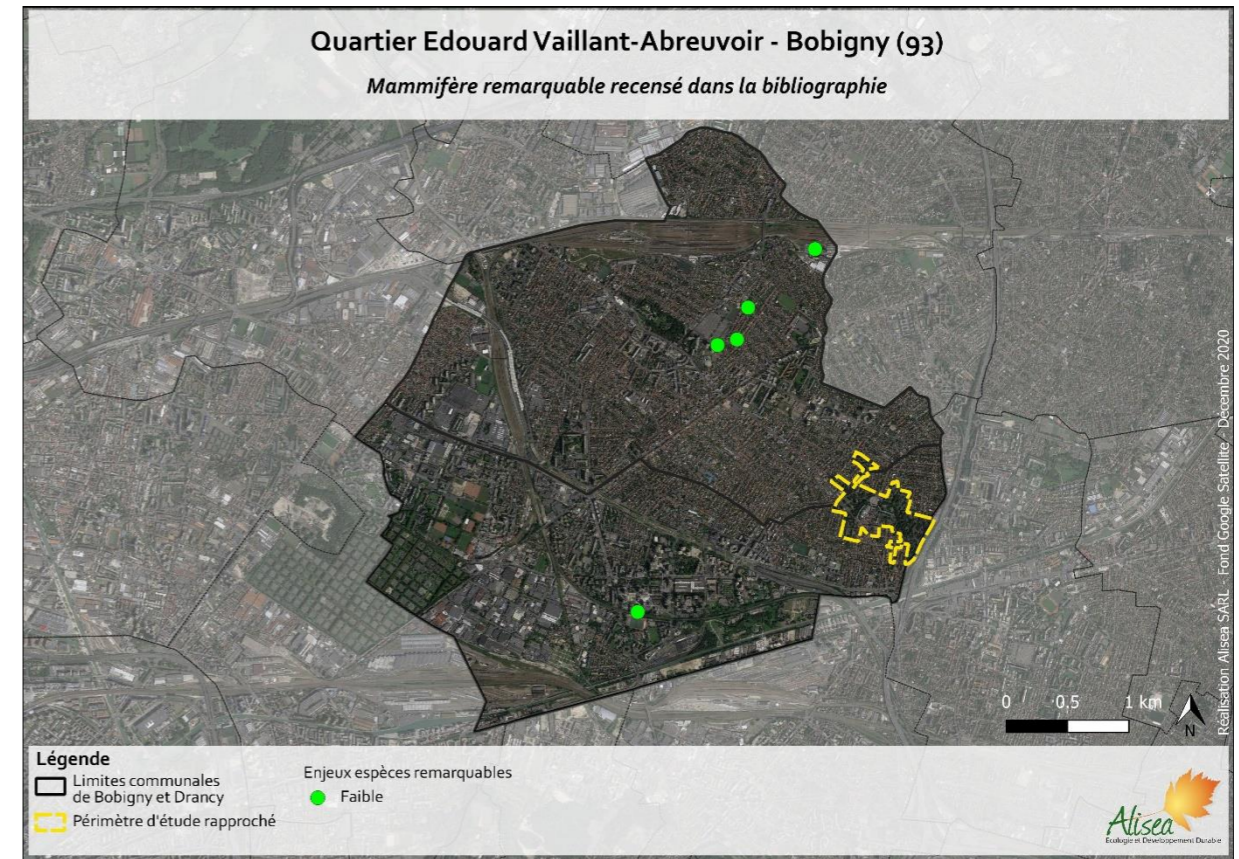 Quartier Edouard Vaillant-Abreuvoir - Bobigny (93)
Mammifère remarquable recensé dans la bibliographie
Réalisation Alisea SARL - Fond Google Satellite - Décembre 2020
0 0.5 1 km
N
Légende
Limites communales
de Bobigny et Drancy
Périmètre d'étude rapproché
Enjeux espèces remarquables
Faible
Alisea
Ecologie et Développement Durable